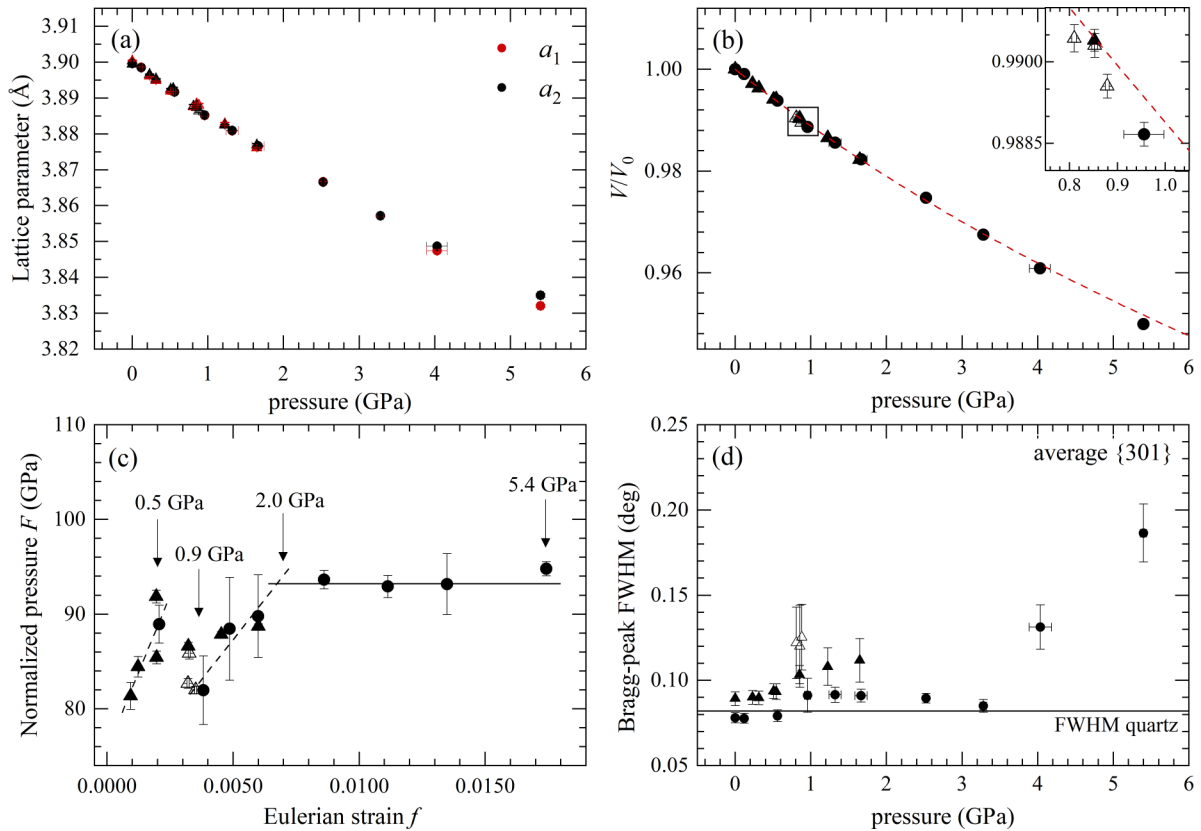 (a)
a₁
a₂
3.91
3.90
3.89
3.88
3.87
3.86
3.85
3.84
3.83
3.82
Lattice parameter (Å)
0 1 2 3 4 5 6
pressure (GPa)
(b)
1.00
0.98
0.96
V/V₀
0 1 2 3 4 5 6
pressure (GPa)
0.9900
0.9885
0.8 0.9 1.0
(c)
110
100
90
80
70
Normalized pressure F (GPa)
0.5 GPa
0.9 GPa
2.0 GPa
5.4 GPa
0.0000 0.0050 0.0100 0.0150
Eulerian strain f
(d)
average {301}
0.25
0.20
0.15
0.10
0.05
Bragg-peak FWHM (deg)
FWHM quartz
0 1 2 3 4 5 6
pressure (GPa)